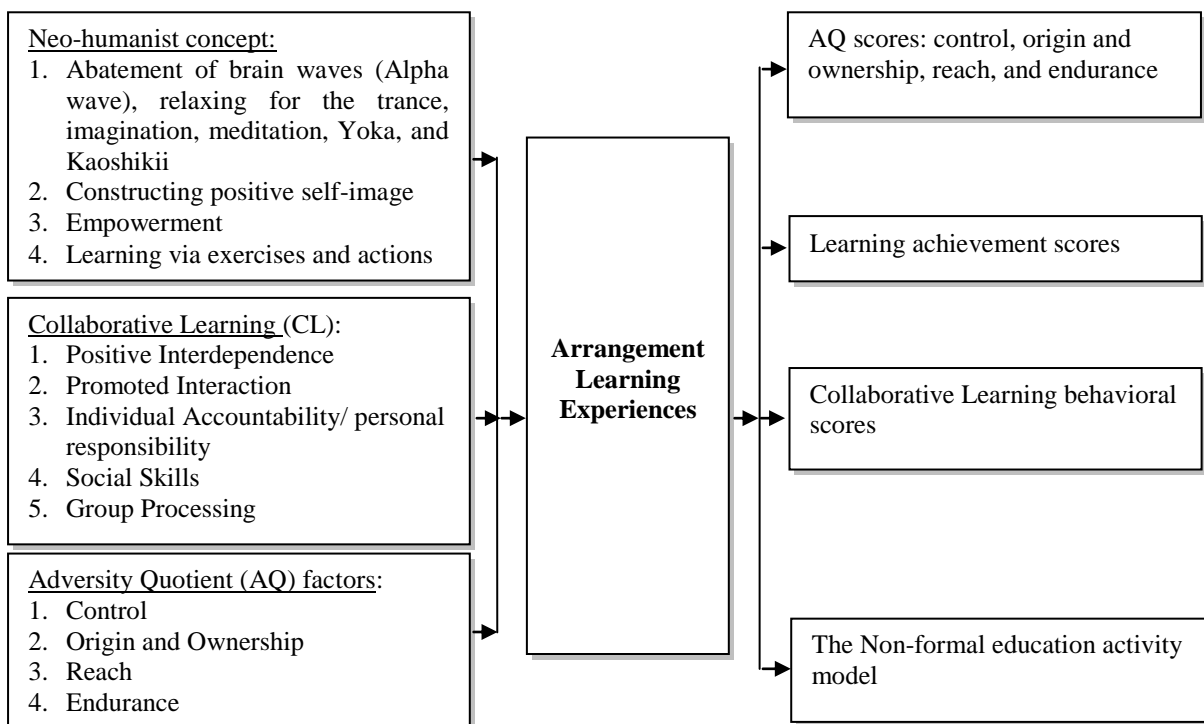 Neo-humanist concept:
1. Abatement of brain waves (Alpha
wave), relaxing for the trance,
imagination, meditation, Yoka, and
Kaoshikii
2. Constructing positive self-image
3. Empowerment
4. Learning via exercises and actions
Collaborative Learning (CL):
1. Positive Interdependence
2. Promoted Interaction
3. Individual Accountability/ personal
responsibility
4. Social Skills
5. Group Processing
Adversity Quotient (AQ) factors:
1. Control
2. Origin and Ownership
3. Reach
4. Endurance
Arrangement
Learning
Experiences
AQ scores: control, origin and
ownership, reach, and endurance
Learning achievement scores
Collaborative Learning behavioral
scores
The Non-formal education activity
model